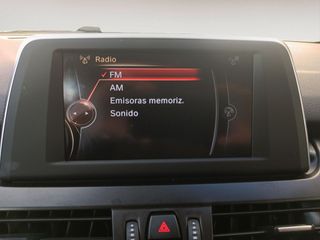 Radio
✓ FM
AM
Emisoras memoriz.
Sonido